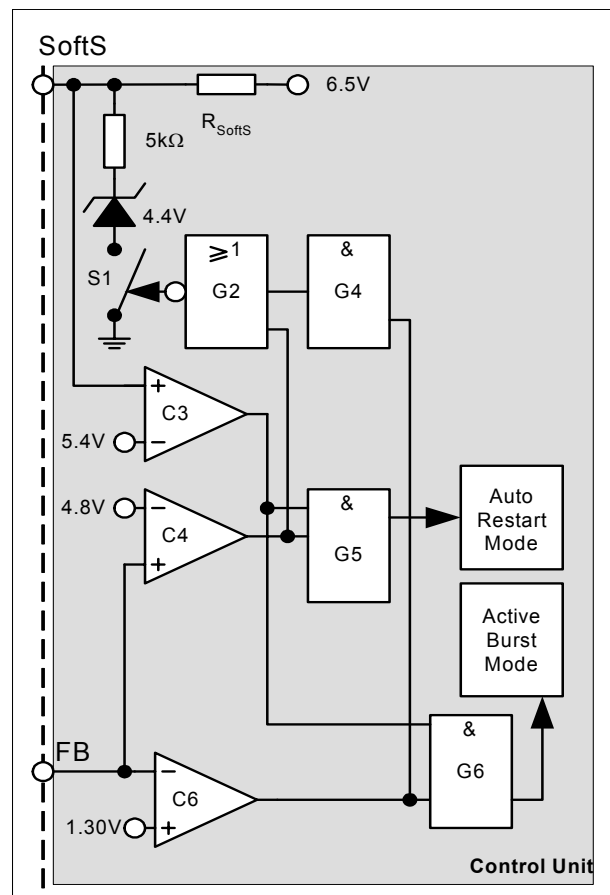 SoftS
6.5V
R SoftS
5kΩ
4.4V
S1
≥1
G2
&
G4
+
C3
5.4V
−
4.8V
−
C4
+
&
G5
Auto
Restart
Mode
Active
Burst
Mode
FB
&
G6
−
C6
1.30V
+
Control Unit